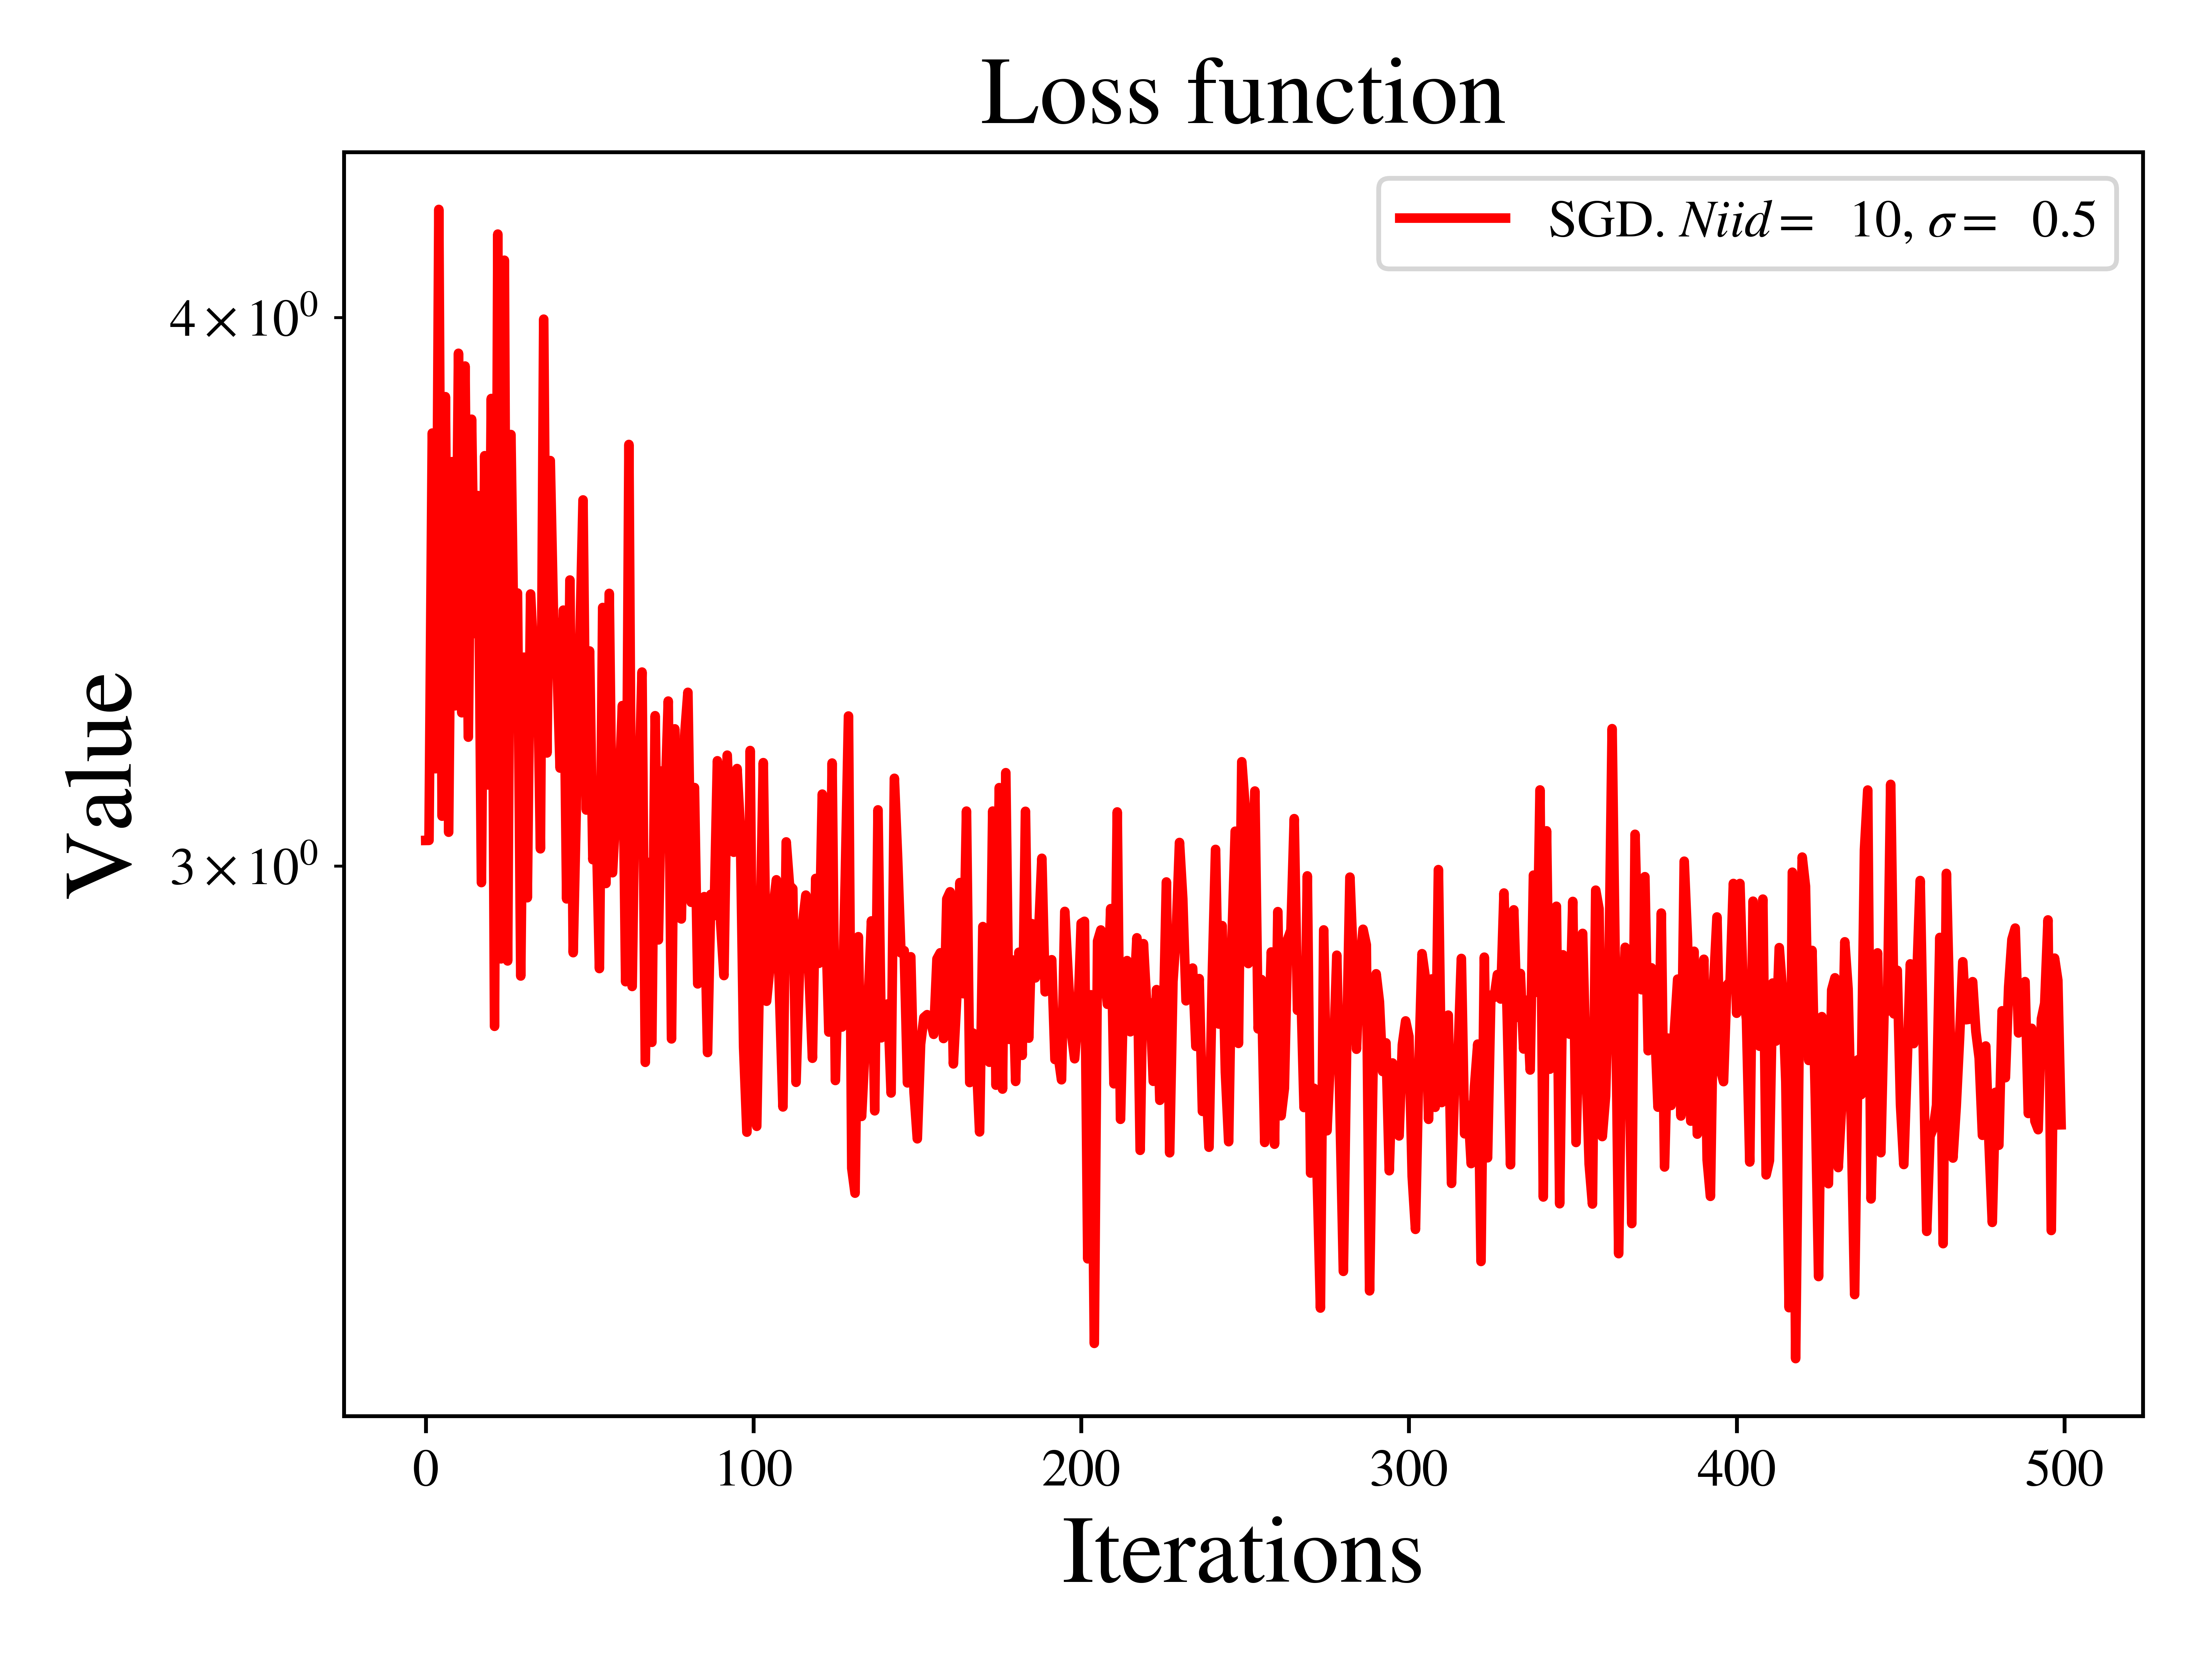 Loss function
SGD. Niid = 10, σ = 0.5
4×10⁰
3×10⁰
Value
0 100 200 300 400 500
Iterations